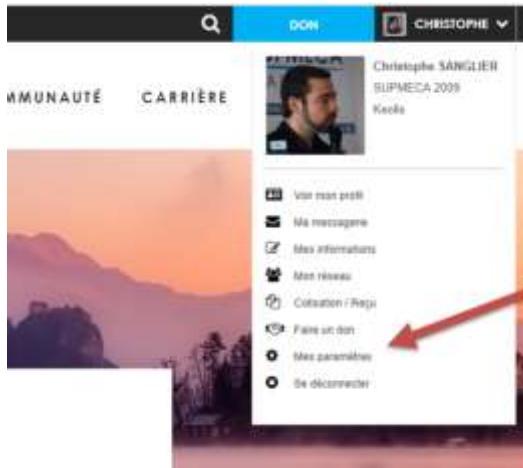 DON
CHRISTOPHE
MMUNAUTÉ CARRIÈRE
Christophe SANGLIER
SUPMECA 2009
Keolis
Voir mon profil
Ma messagerie
Mes informations
Mon réseau
Cotisation / Reçu
Faire un don
Mes paramètres
Se déconnecter